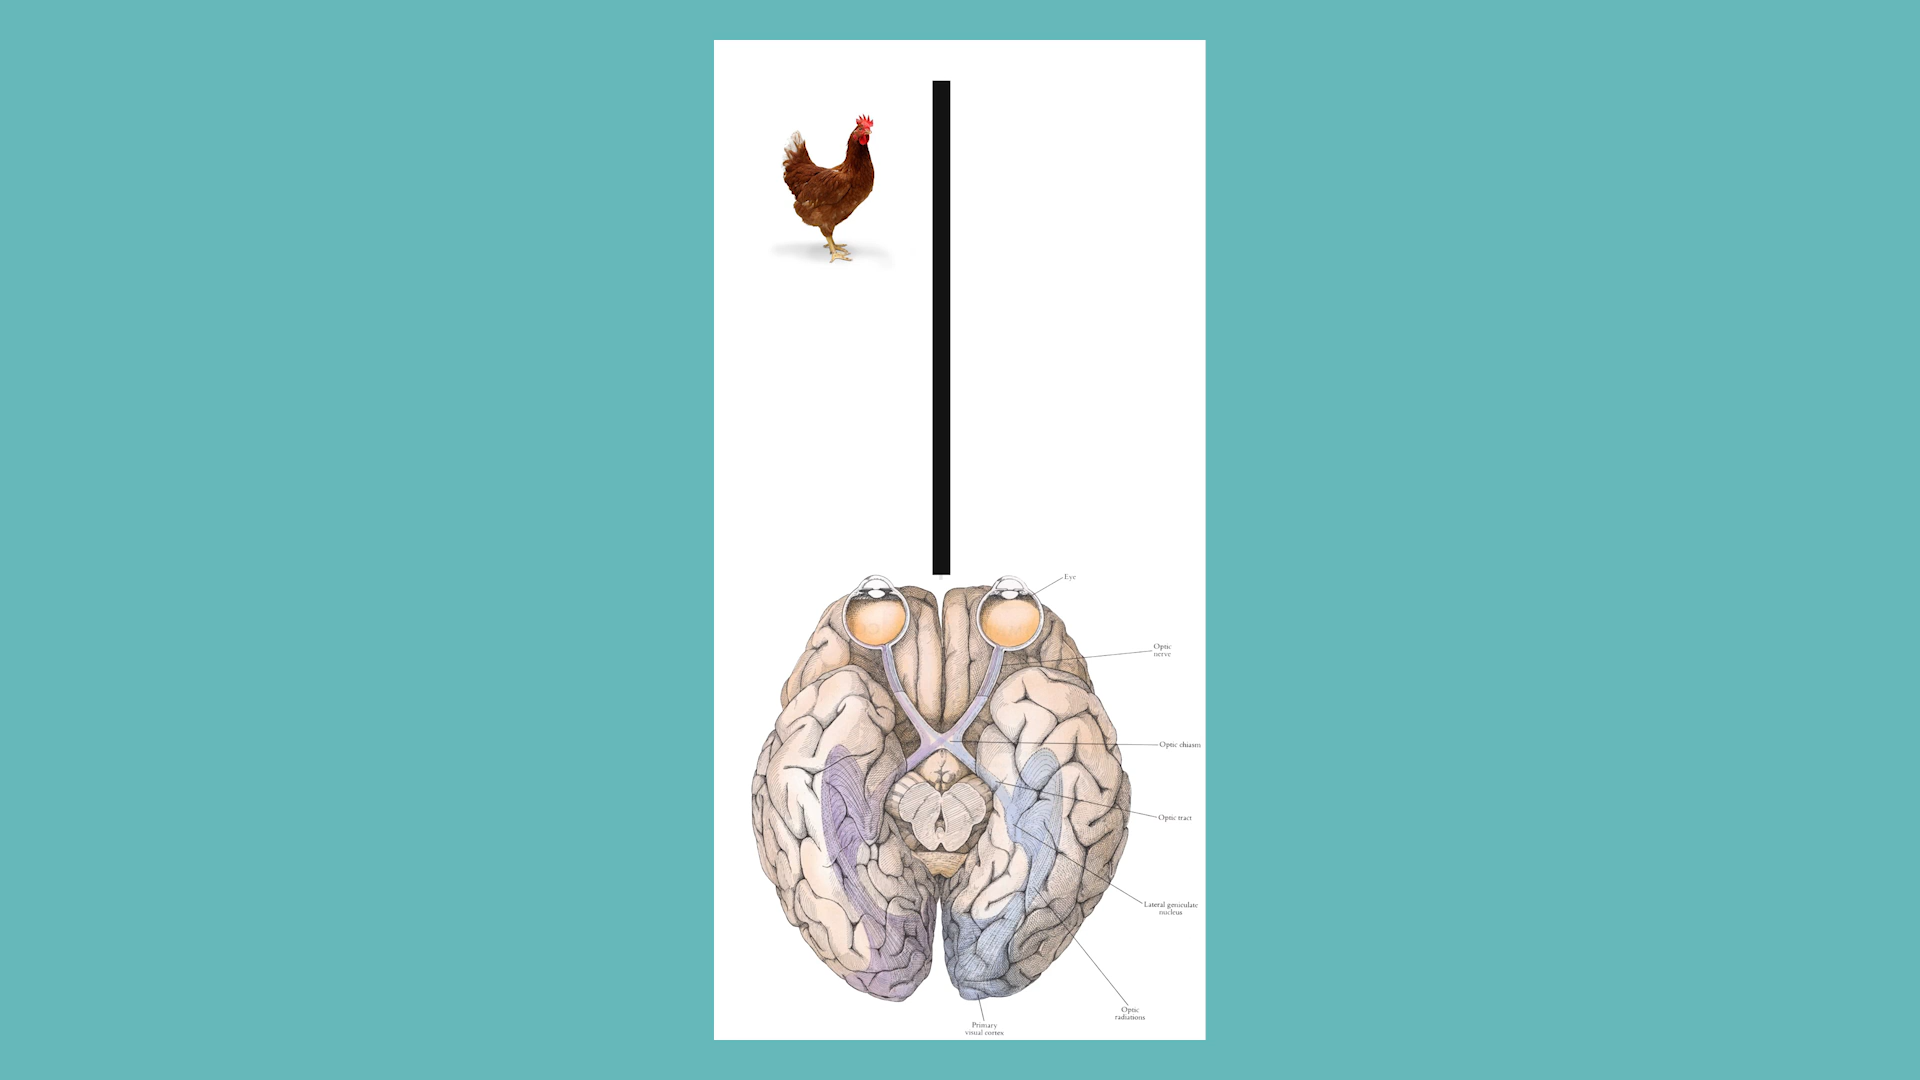 Eye
Optic
nerve
Optic chiasm
Optic tract
Lateral geniculate
nucleus
Optic
radiations
Primary
visual cortex